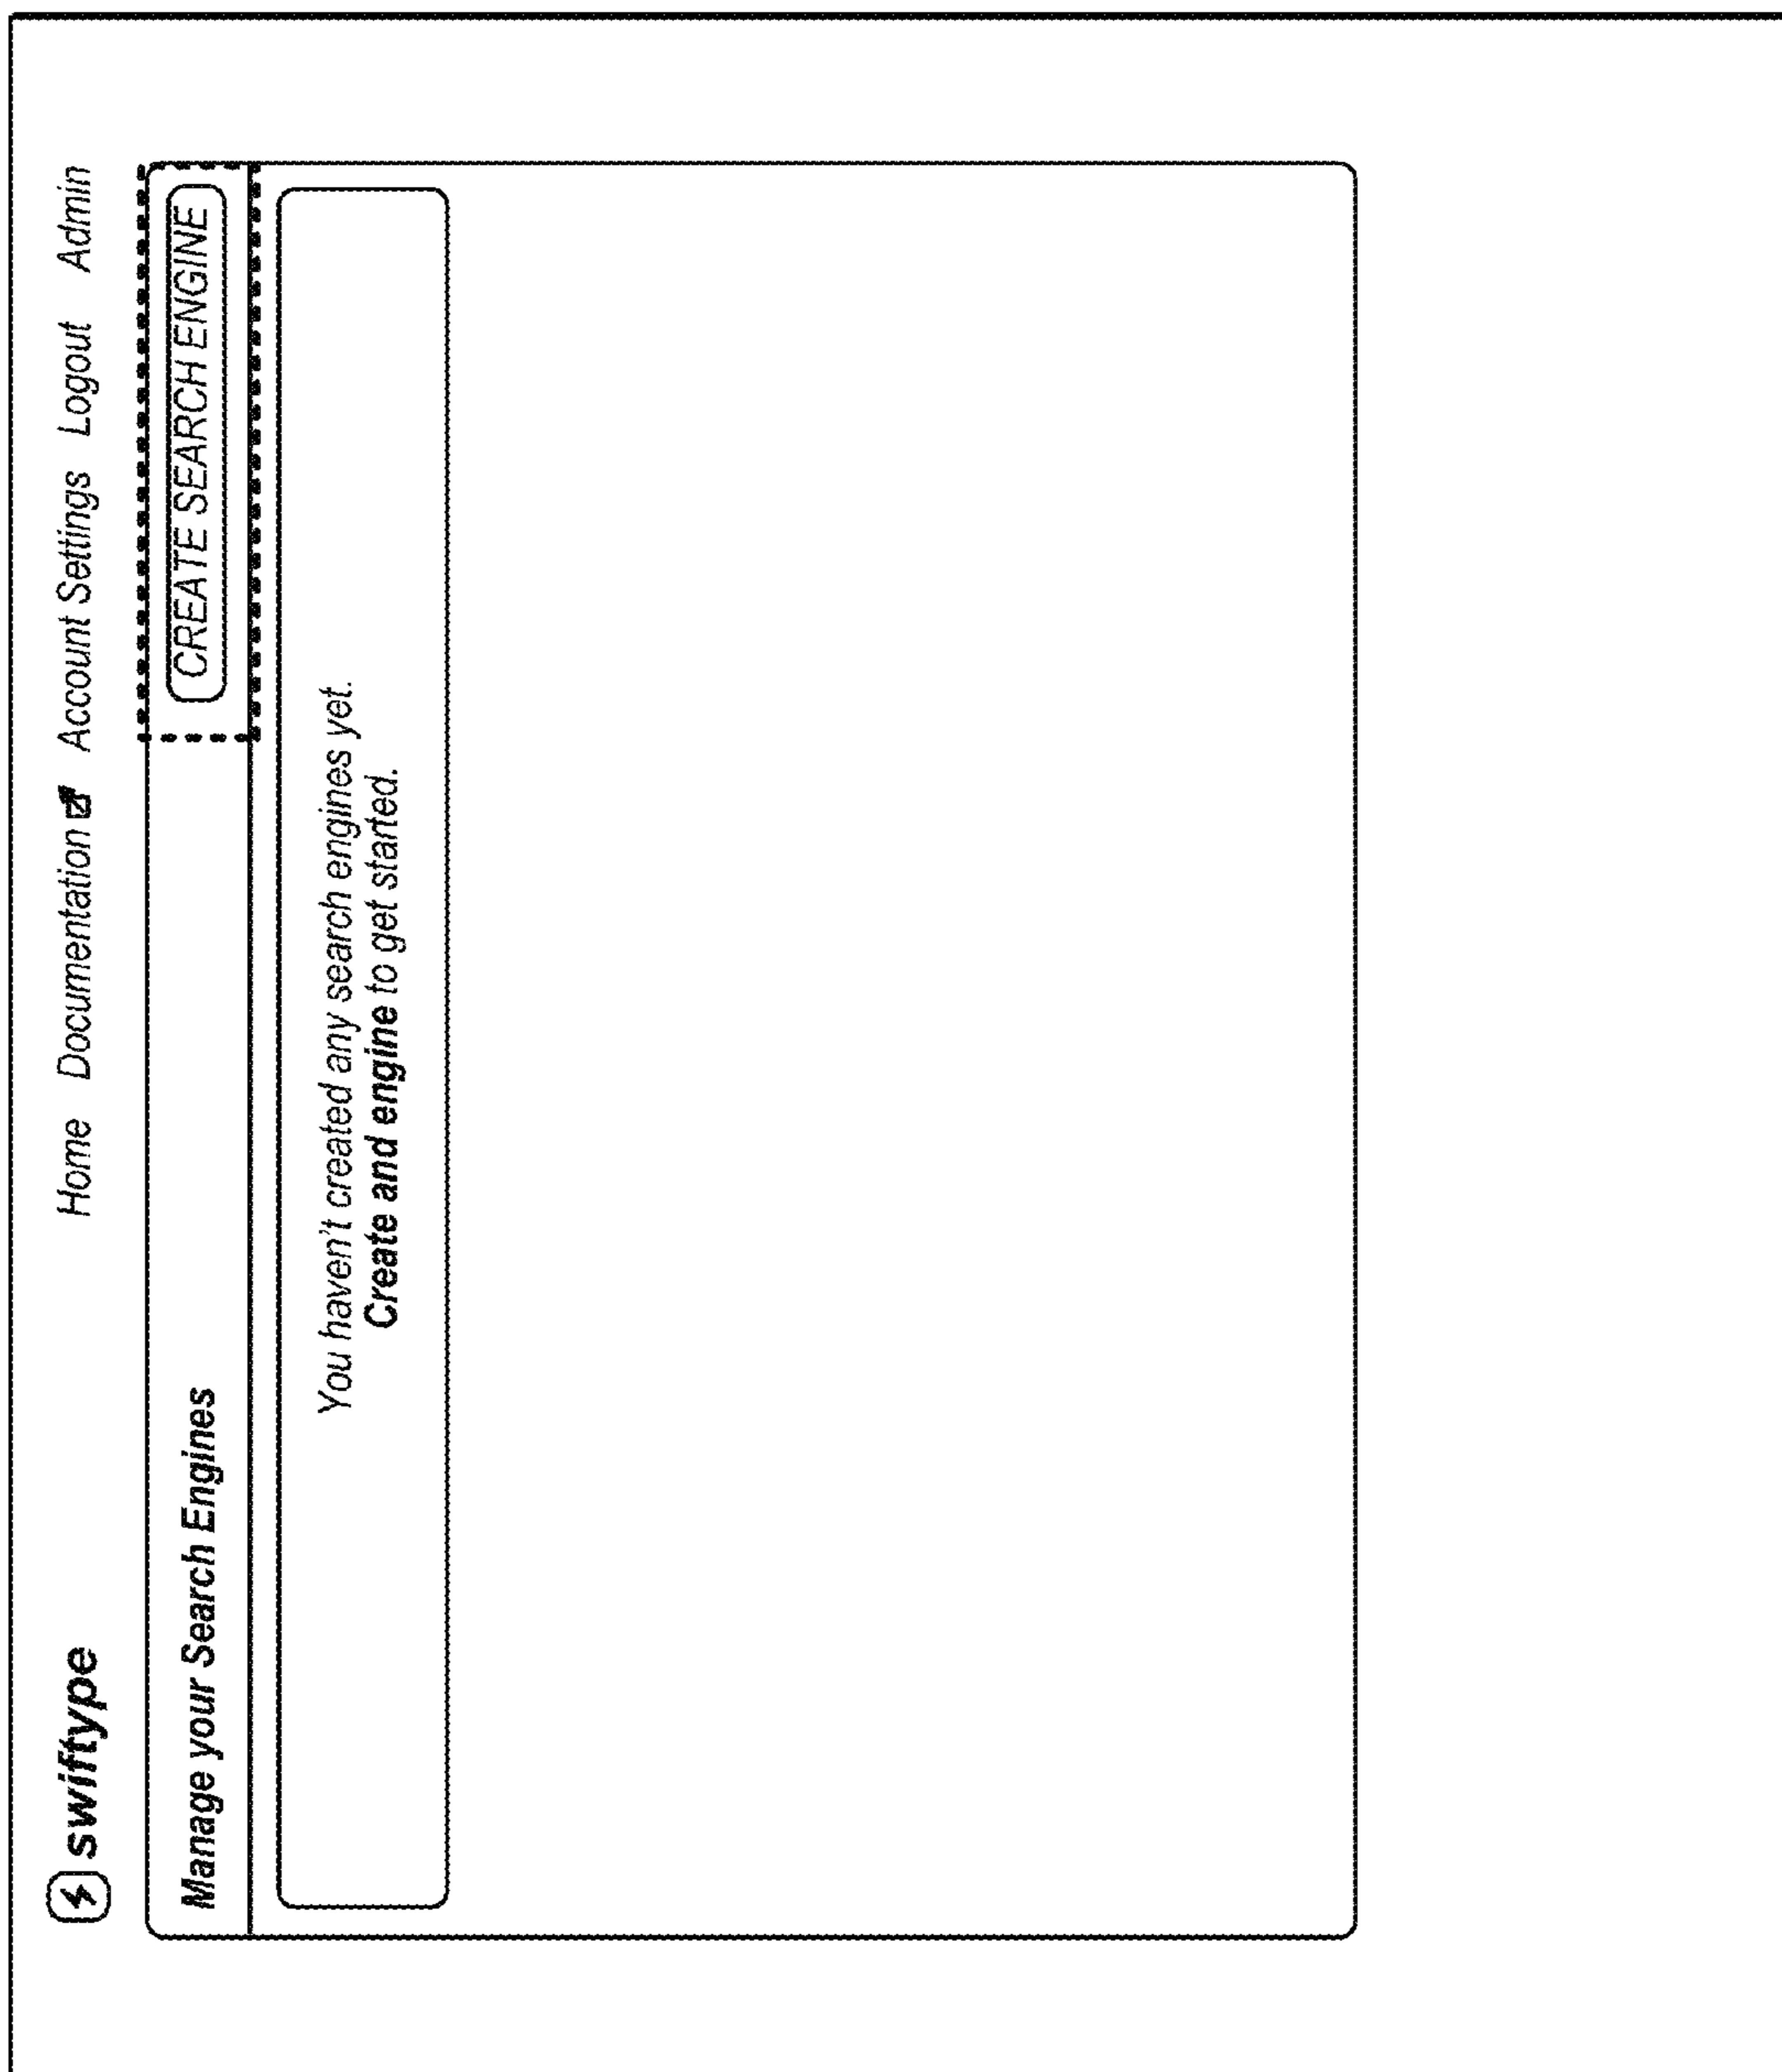 swiftype Home Documentation Account Settings Logout Admin
Manage your Search Engines CREATE SEARCH ENGINE
You haven't created any search engines yet.
Create and engine to get started.